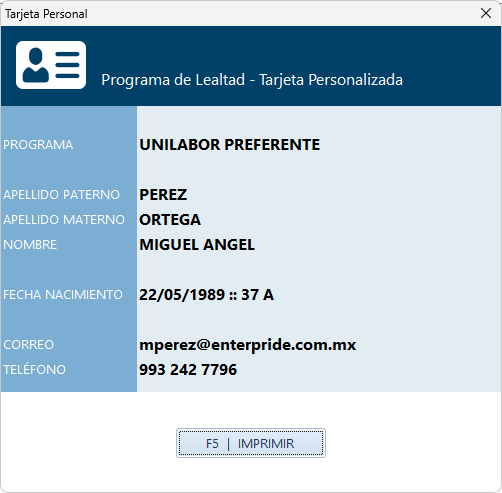 Tarjeta Personal
Programa de Lealtad - Tarjeta Personalizada
PROGRAMA UNILABOR PREFERENTE
APELLIDO PATERNO PEREZ
APELLIDO MATERNO ORTEGA
NOMBRE MIGUEL ANGEL
FECHA NACIMIENTO 22/05/1989 :: 37 A
CORREO mperez@enterpride.com.mx
TELÉFONO 993 242 7796
F5 | IMPRIMIR